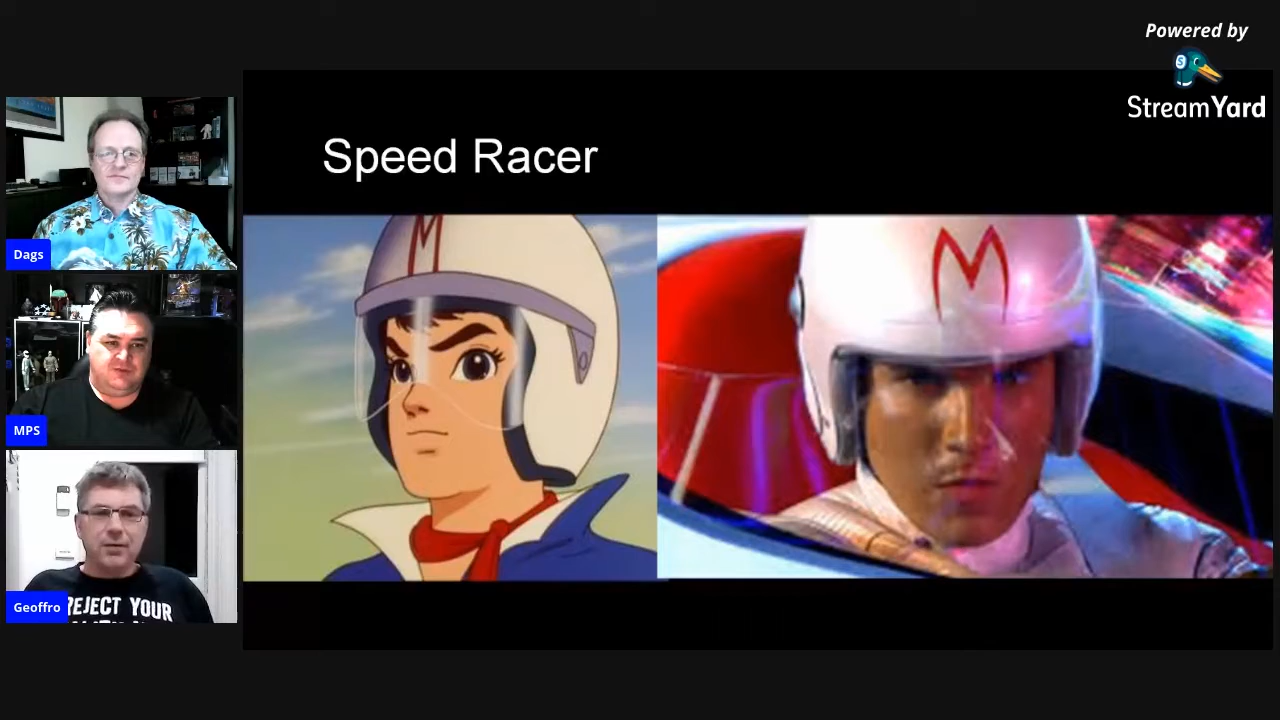 Powered by
StreamYard
Speed Racer
M
M
Dags
MPS
Geoffro
REJECT YOUR